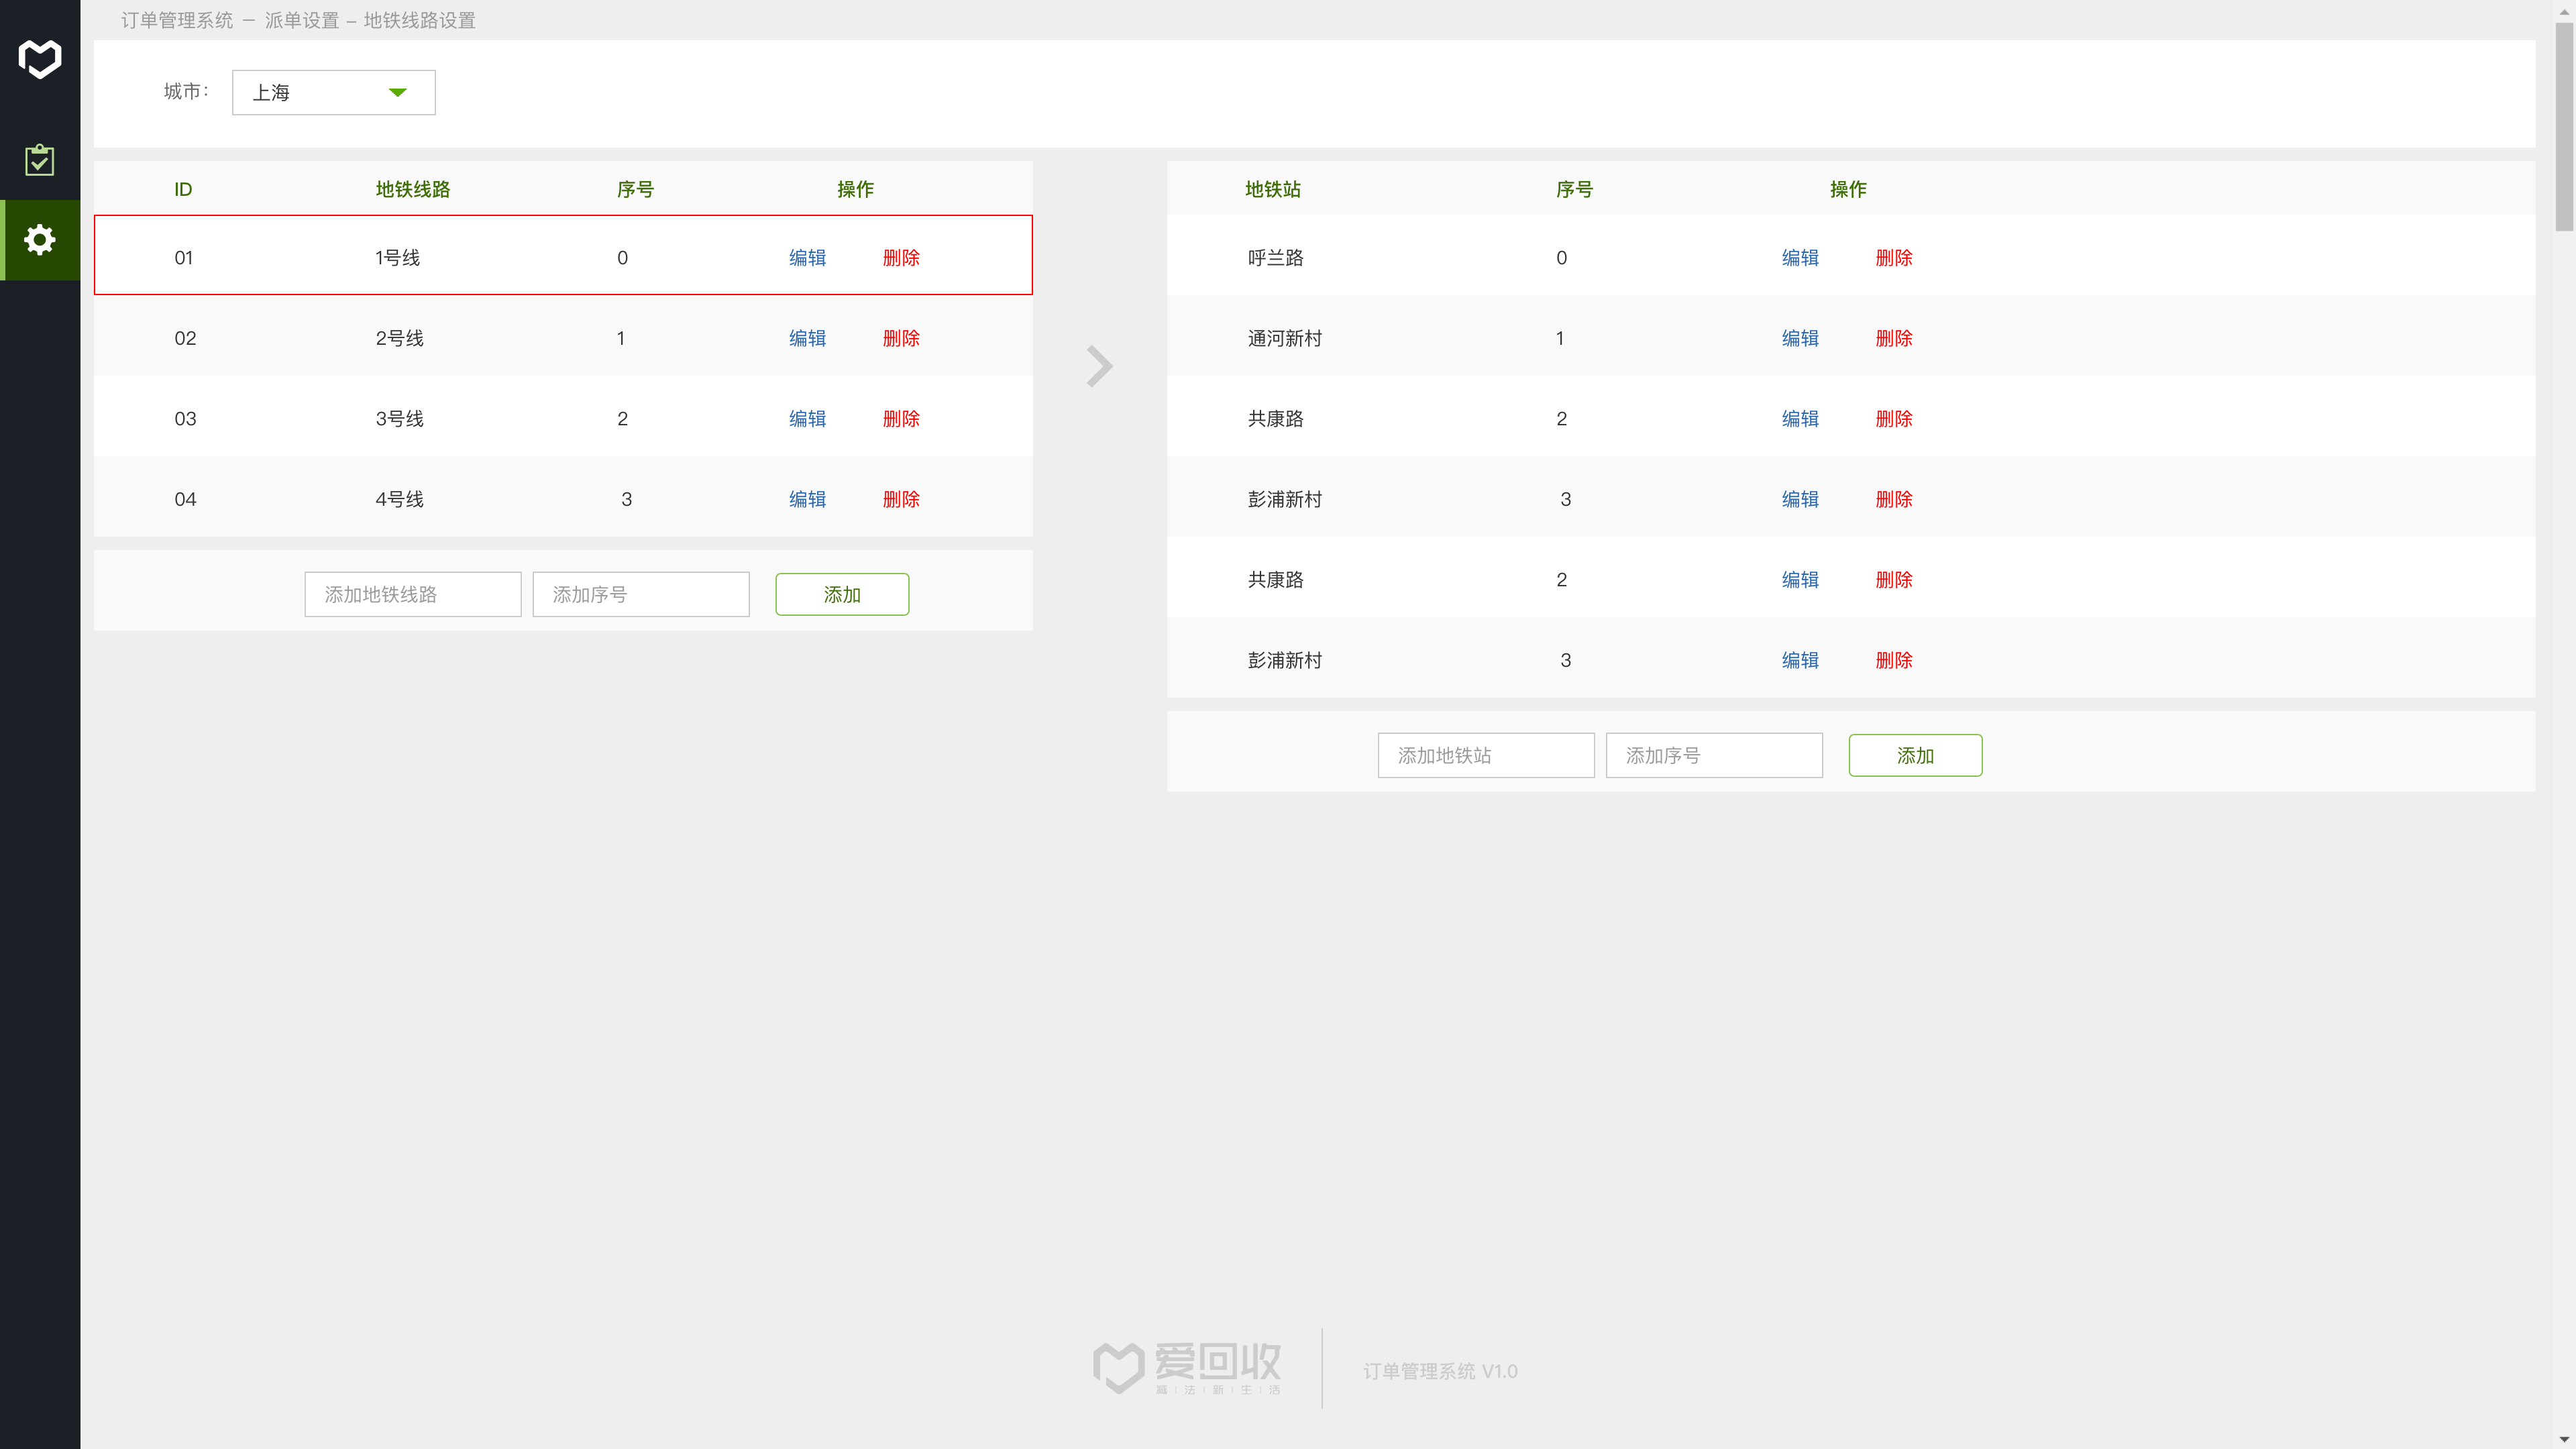 订单管理系统 － 派单设置 – 地铁线路设置
城市： 上海
ID 地铁线路 序号 操作
01 1号线 0 编辑 删除
02 2号线 1 编辑 删除
03 3号线 2 编辑 删除
04 4号线 3 编辑 删除
添加地铁线路 添加序号 添加
地铁站 序号 操作
呼兰路 0 编辑 删除
通河新村 1 编辑 删除
共康路 2 编辑 删除
彭浦新村 3 编辑 删除
共康路 2 编辑 删除
彭浦新村 3 编辑 删除
添加地铁站 添加序号 添加
爱回收
减 | 法 | 新 | 生 | 活
订单管理系统 V1.0